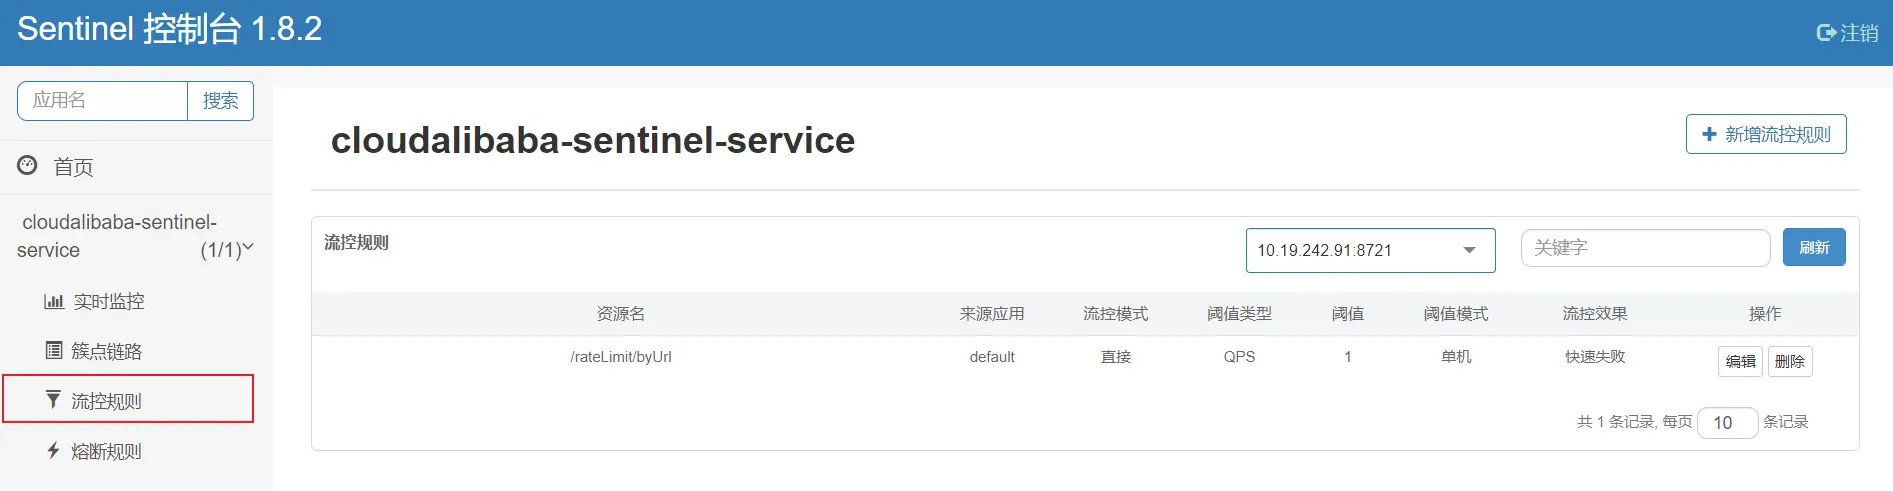 Sentinel 控制台 1.8.2
注销
应用名 搜索
首页
cloudalibaba-sentinel-
service (1/1)
实时监控
簇点链路
流控规则
熔断规则
cloudalibaba-sentinel-service
新增流控规则
流控规则 10.19.242.91:8721 关键字 刷新
资源名 来源应用 流控模式 阈值类型 阈值 阈值模式 流控效果 操作
/rateLimit/byUrl default 直接 QPS 1 单机 快速失败 编辑 删除
共 1 条记录, 每页 10 条记录